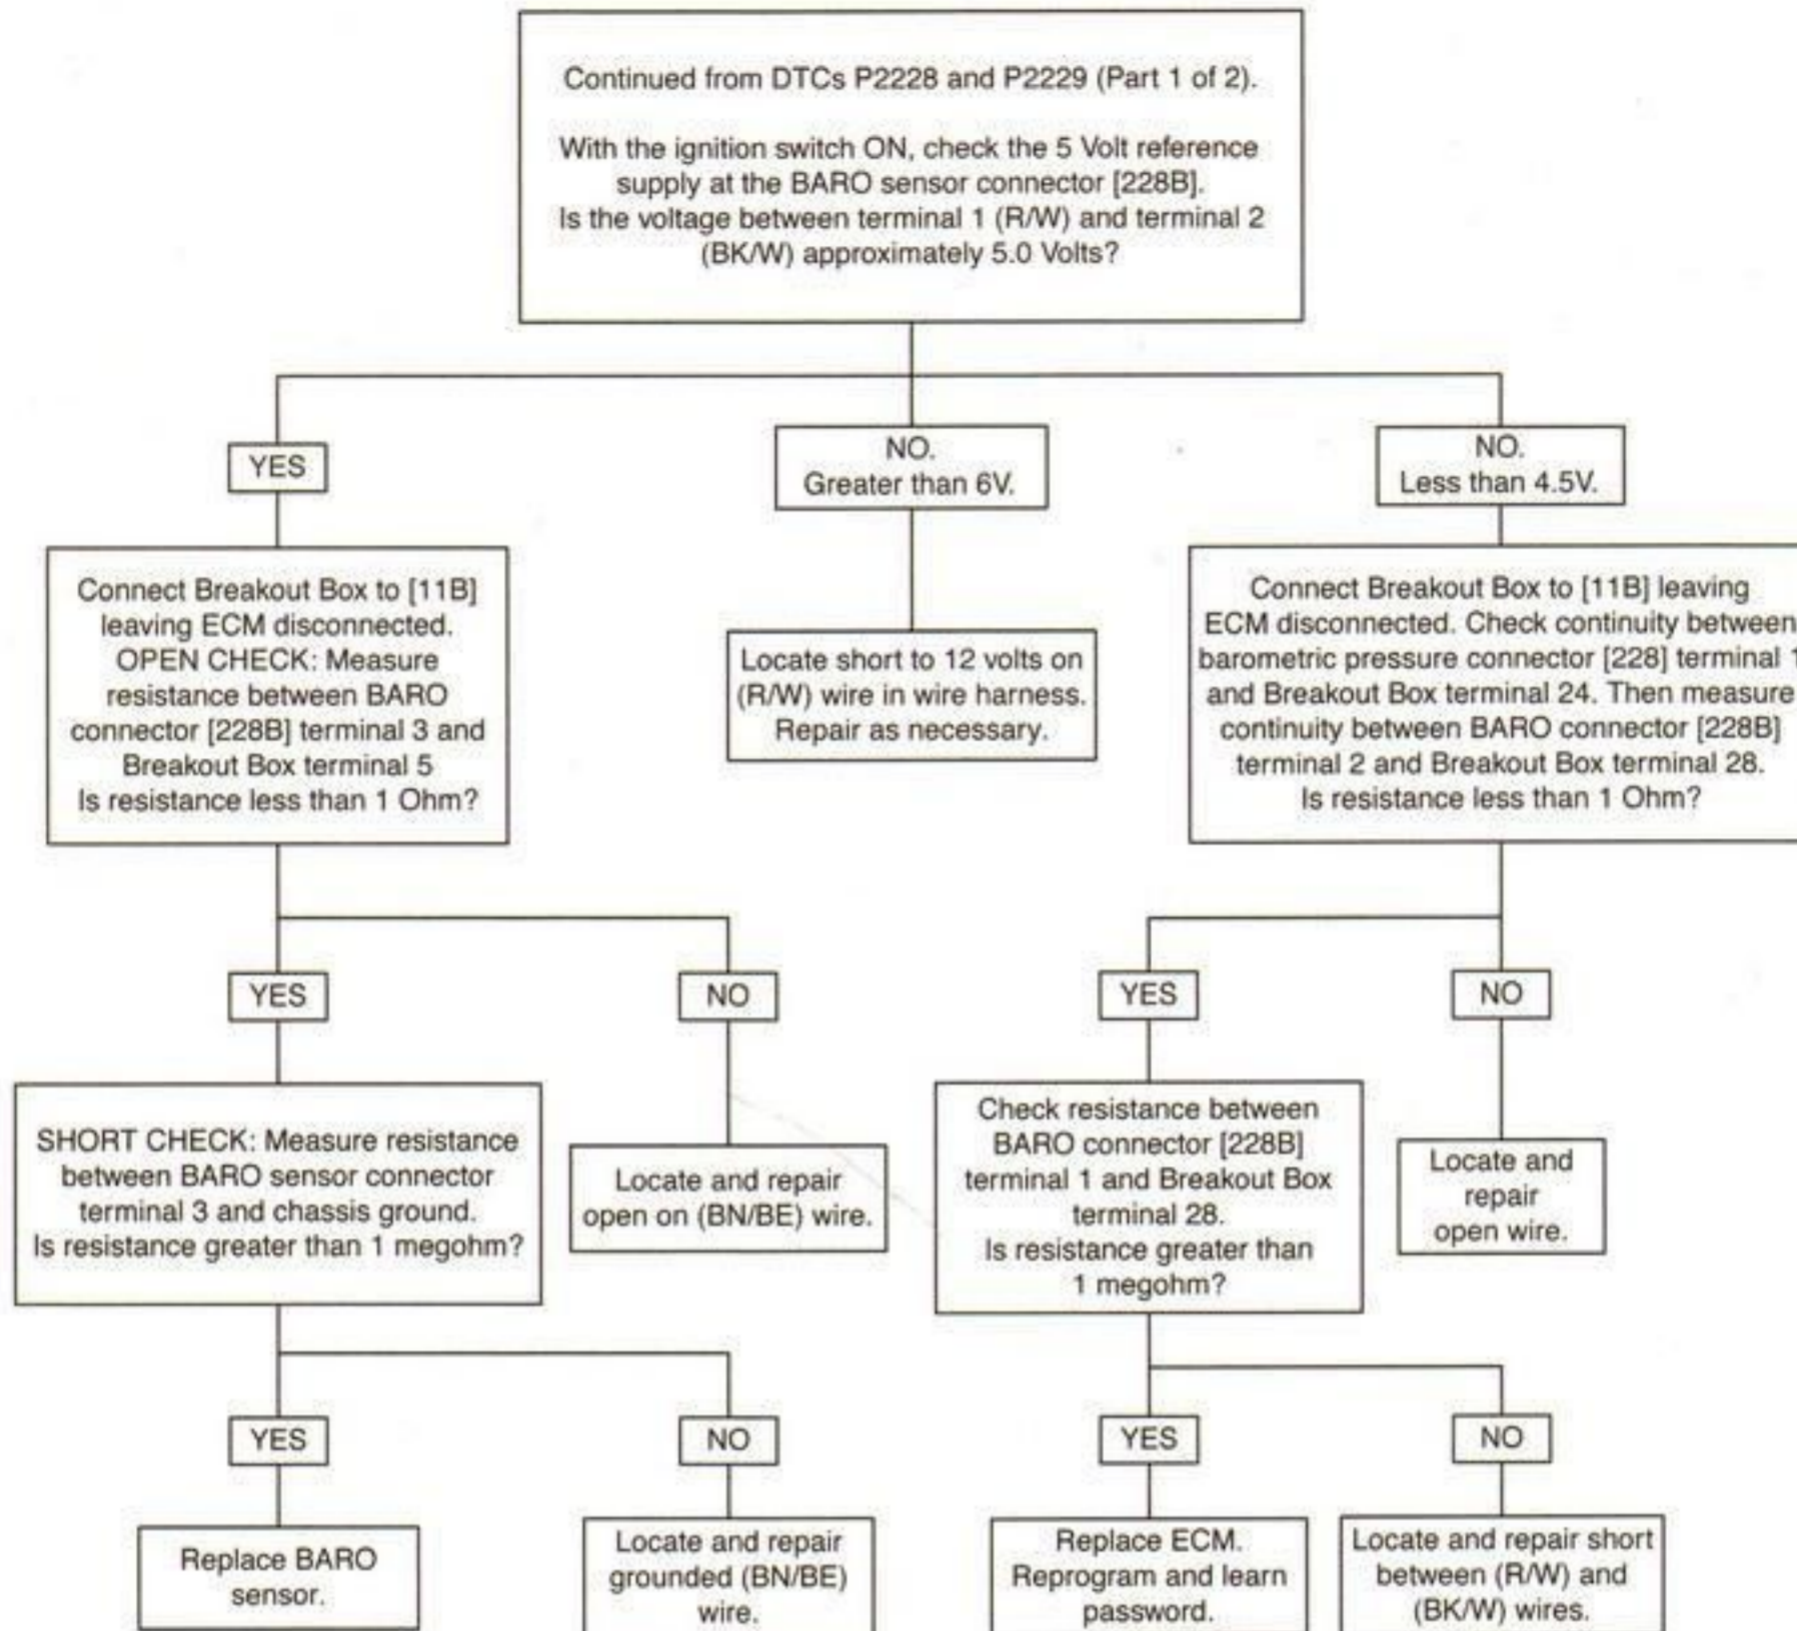 Continued from DTCs P2228 and P2229 (Part 1 of 2).
With the ignition switch ON, check the 5 Volt reference
supply at the BARO sensor connector [228B].
Is the voltage between terminal 1 (R/W) and terminal 2
(BK/W) approximately 5.0 Volts?
YES
NO.
Greater than 6V.
NO.
Less than 4.5V.
Connect Breakout Box to [11B]
leaving ECM disconnected.
OPEN CHECK: Measure
resistance between BARO
connector [228B] terminal 3 and
Breakout Box terminal 5
Is resistance less than 1 Ohm?
Locate short to 12 volts on
(R/W) wire in wire harness.
Repair as necessary.
Connect Breakout Box to [11B] leaving
ECM disconnected. Check continuity between
barometric pressure connector [228] terminal 1
and Breakout Box terminal 24. Then measure
continuity between BARO connector [228B]
terminal 2 and Breakout Box terminal 28.
Is resistance less than 1 Ohm?
YES
NO
YES
NO
SHORT CHECK: Measure resistance
between BARO sensor connector
terminal 3 and chassis ground.
Is resistance greater than 1 megohm?
Locate and repair
open on (BN/BE) wire.
Check resistance between
BARO connector [228B]
terminal 1 and Breakout Box
terminal 28.
Is resistance greater than
1 megohm?
Locate and
repair
open wire.
YES
NO
YES
NO
Replace BARO
sensor.
Locate and repair
grounded (BN/BE)
wire.
Replace ECM.
Reprogram and learn
password.
Locate and repair short
between (R/W) and
(BK/W) wires.